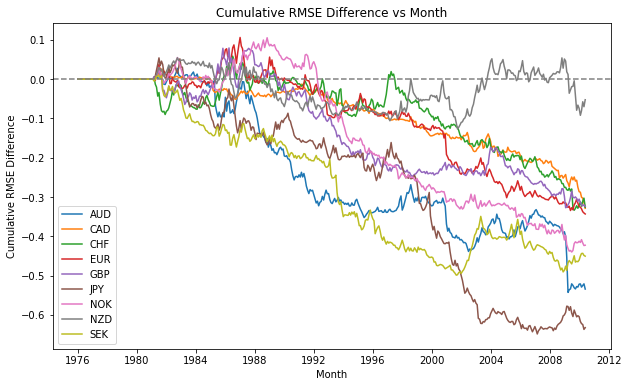 Cumulative RMSE Difference vs Month
Cumulative RMSE Difference
0.1
0.0
−0.1
−0.2
−0.3
−0.4
−0.5
−0.6
AUD
CAD
CHF
EUR
GBP
JPY
NOK
NZD
SEK
1976 1980 1984 1988 1992 1996 2000 2004 2008 2012
Month